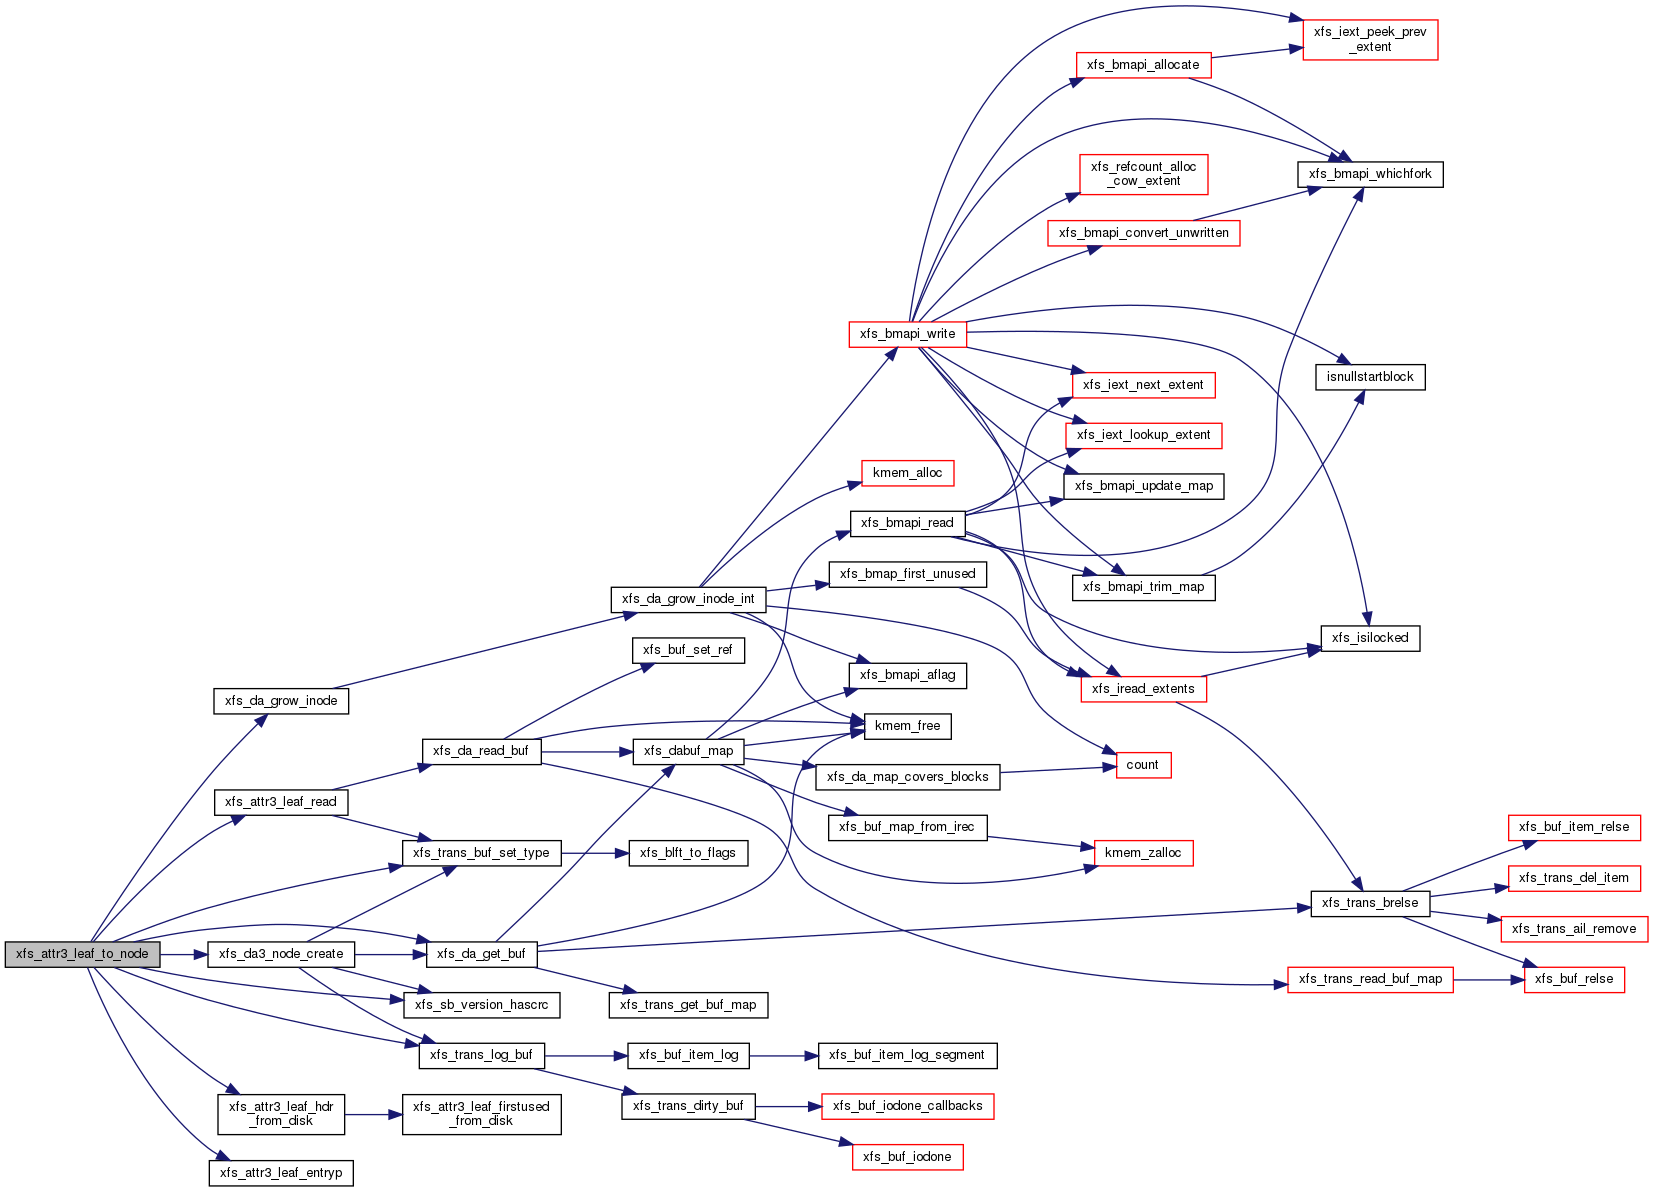 xfs_iext_peek_prev
_extent
xfs_bmapi_allocate
xfs_refcount_alloc
_cow_extent
xfs_bmapi_whichfork
xfs_bmapi_convert_unwritten
xfs_bmapi_write
isnullstartblock
xfs_iext_next_extent
xfs_iext_lookup_extent
kmem_alloc
xfs_bmapi_update_map
xfs_bmapi_read
xfs_bmap_first_unused
xfs_bmapi_trim_map
xfs_da_grow_inode_int
xfs_isilocked
xfs_buf_set_ref
xfs_bmapi_aflag
xfs_iread_extents
xfs_da_grow_inode
kmem_free
xfs_da_read_buf
xfs_dabuf_map
count
xfs_da_map_covers_blocks
xfs_attr3_leaf_read
xfs_buf_map_from_irec
xfs_buf_item_relse
xfs_trans_buf_set_type
xfs_blft_to_flags
kmem_zalloc
xfs_trans_del_item
xfs_trans_brelse
xfs_trans_ail_remove
xfs_attr3_leaf_to_node
xfs_da3_node_create
xfs_da_get_buf
xfs_trans_read_buf_map
xfs_buf_relse
xfs_sb_version_hascrc
xfs_trans_get_buf_map
xfs_trans_log_buf
xfs_buf_item_log
xfs_buf_item_log_segment
xfs_attr3_leaf_hdr
_from_disk
xfs_attr3_leaf_firstused
_from_disk
xfs_trans_dirty_buf
xfs_buf_iodone_callbacks
xfs_buf_iodone
xfs_attr3_leaf_entryp